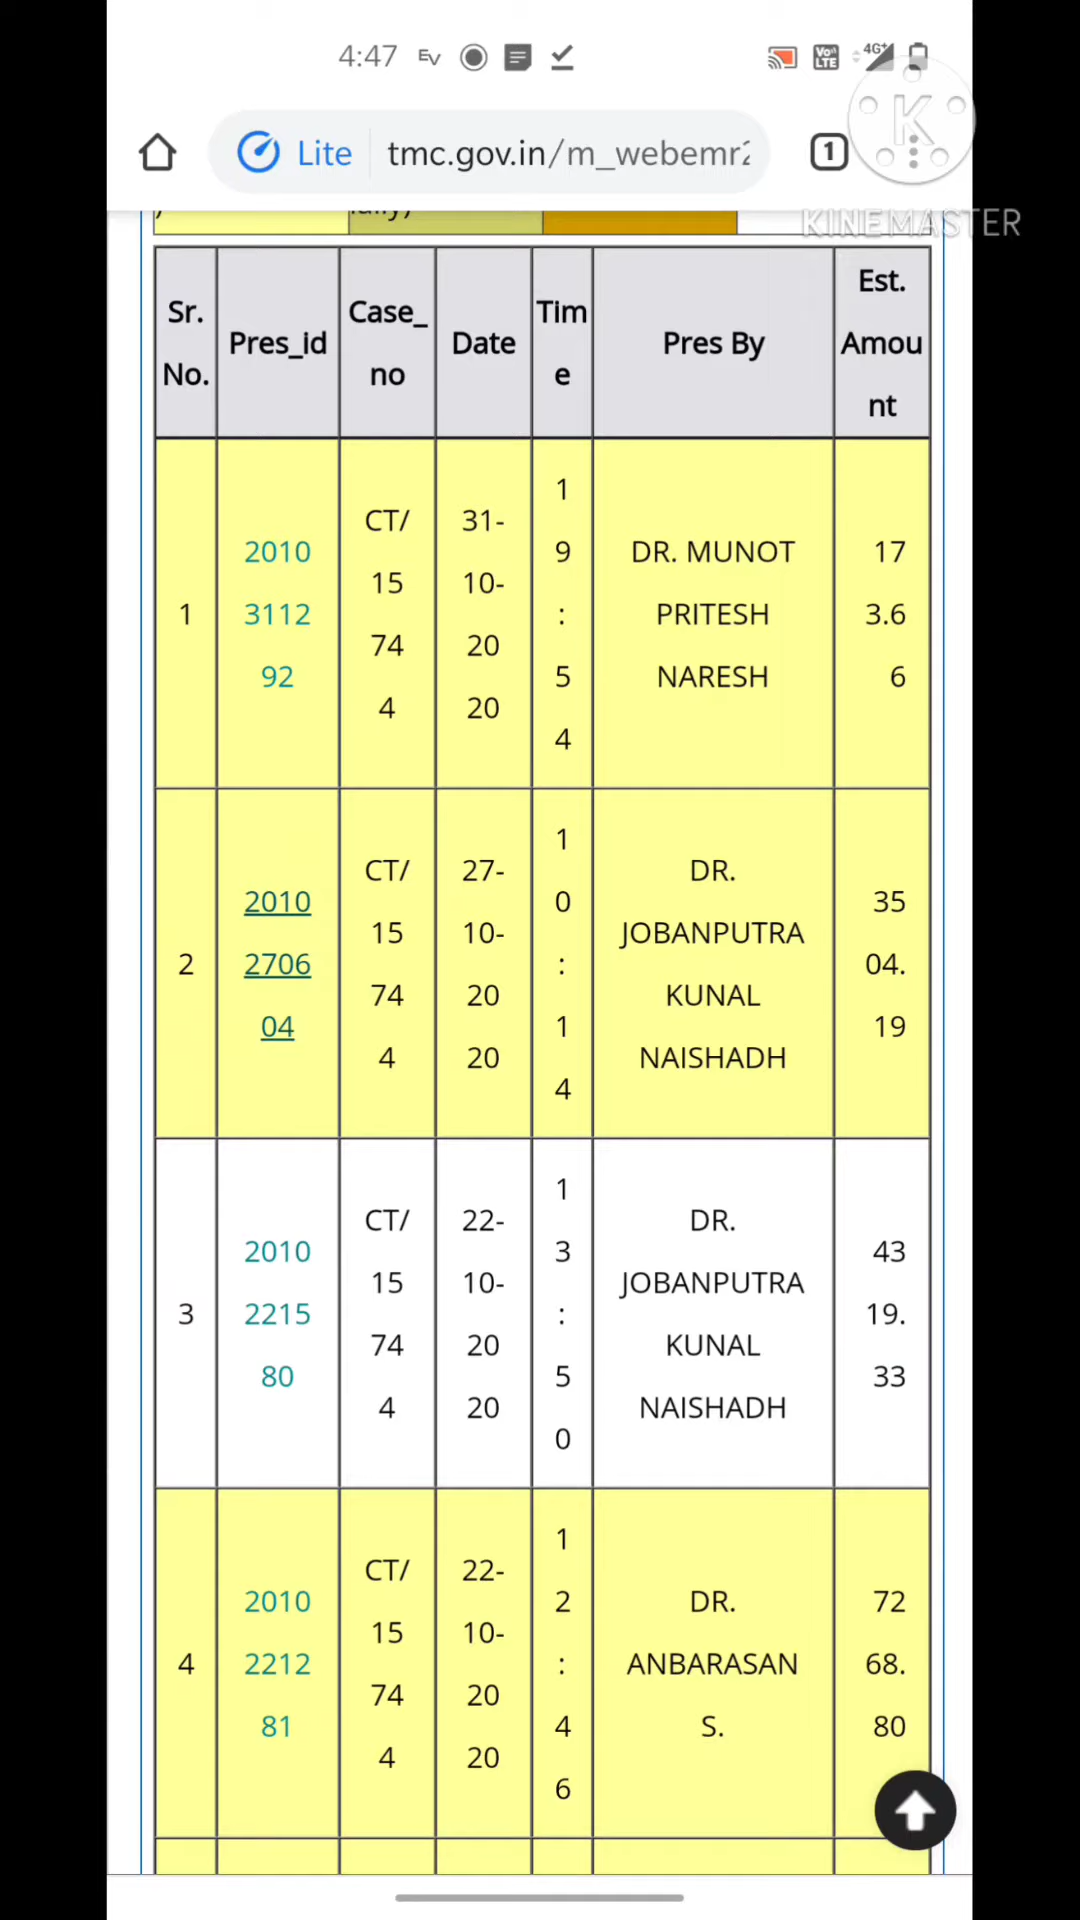 4:47
Vo))
LTE
4G+
Lite
tmc.gov.in/m_webemr2
1
K
KINEMASTER
Sr.
No.
Pres_id
Case_
no
Date
Tim
e
Pres By
Est.
Amou
nt
1
2010
3112
92
CT/
15
74
4
31-
10-
20
20
1
9
:
5
4
DR. MUNOT
PRITESH
NARESH
17
3.6
6
2
2010
2706
04
CT/
15
74
4
27-
10-
20
20
1
0
:
1
4
DR.
JOBANPUTRA
KUNAL
NAISHADH
35
04.
19
3
2010
2215
80
CT/
15
74
4
22-
10-
20
20
1
3
:
5
0
DR.
JOBANPUTRA
KUNAL
NAISHADH
43
19.
33
4
2010
2212
81
CT/
15
74
4
22-
10-
20
20
1
2
:
4
6
DR.
ANBARASAN
S.
72
68.
80